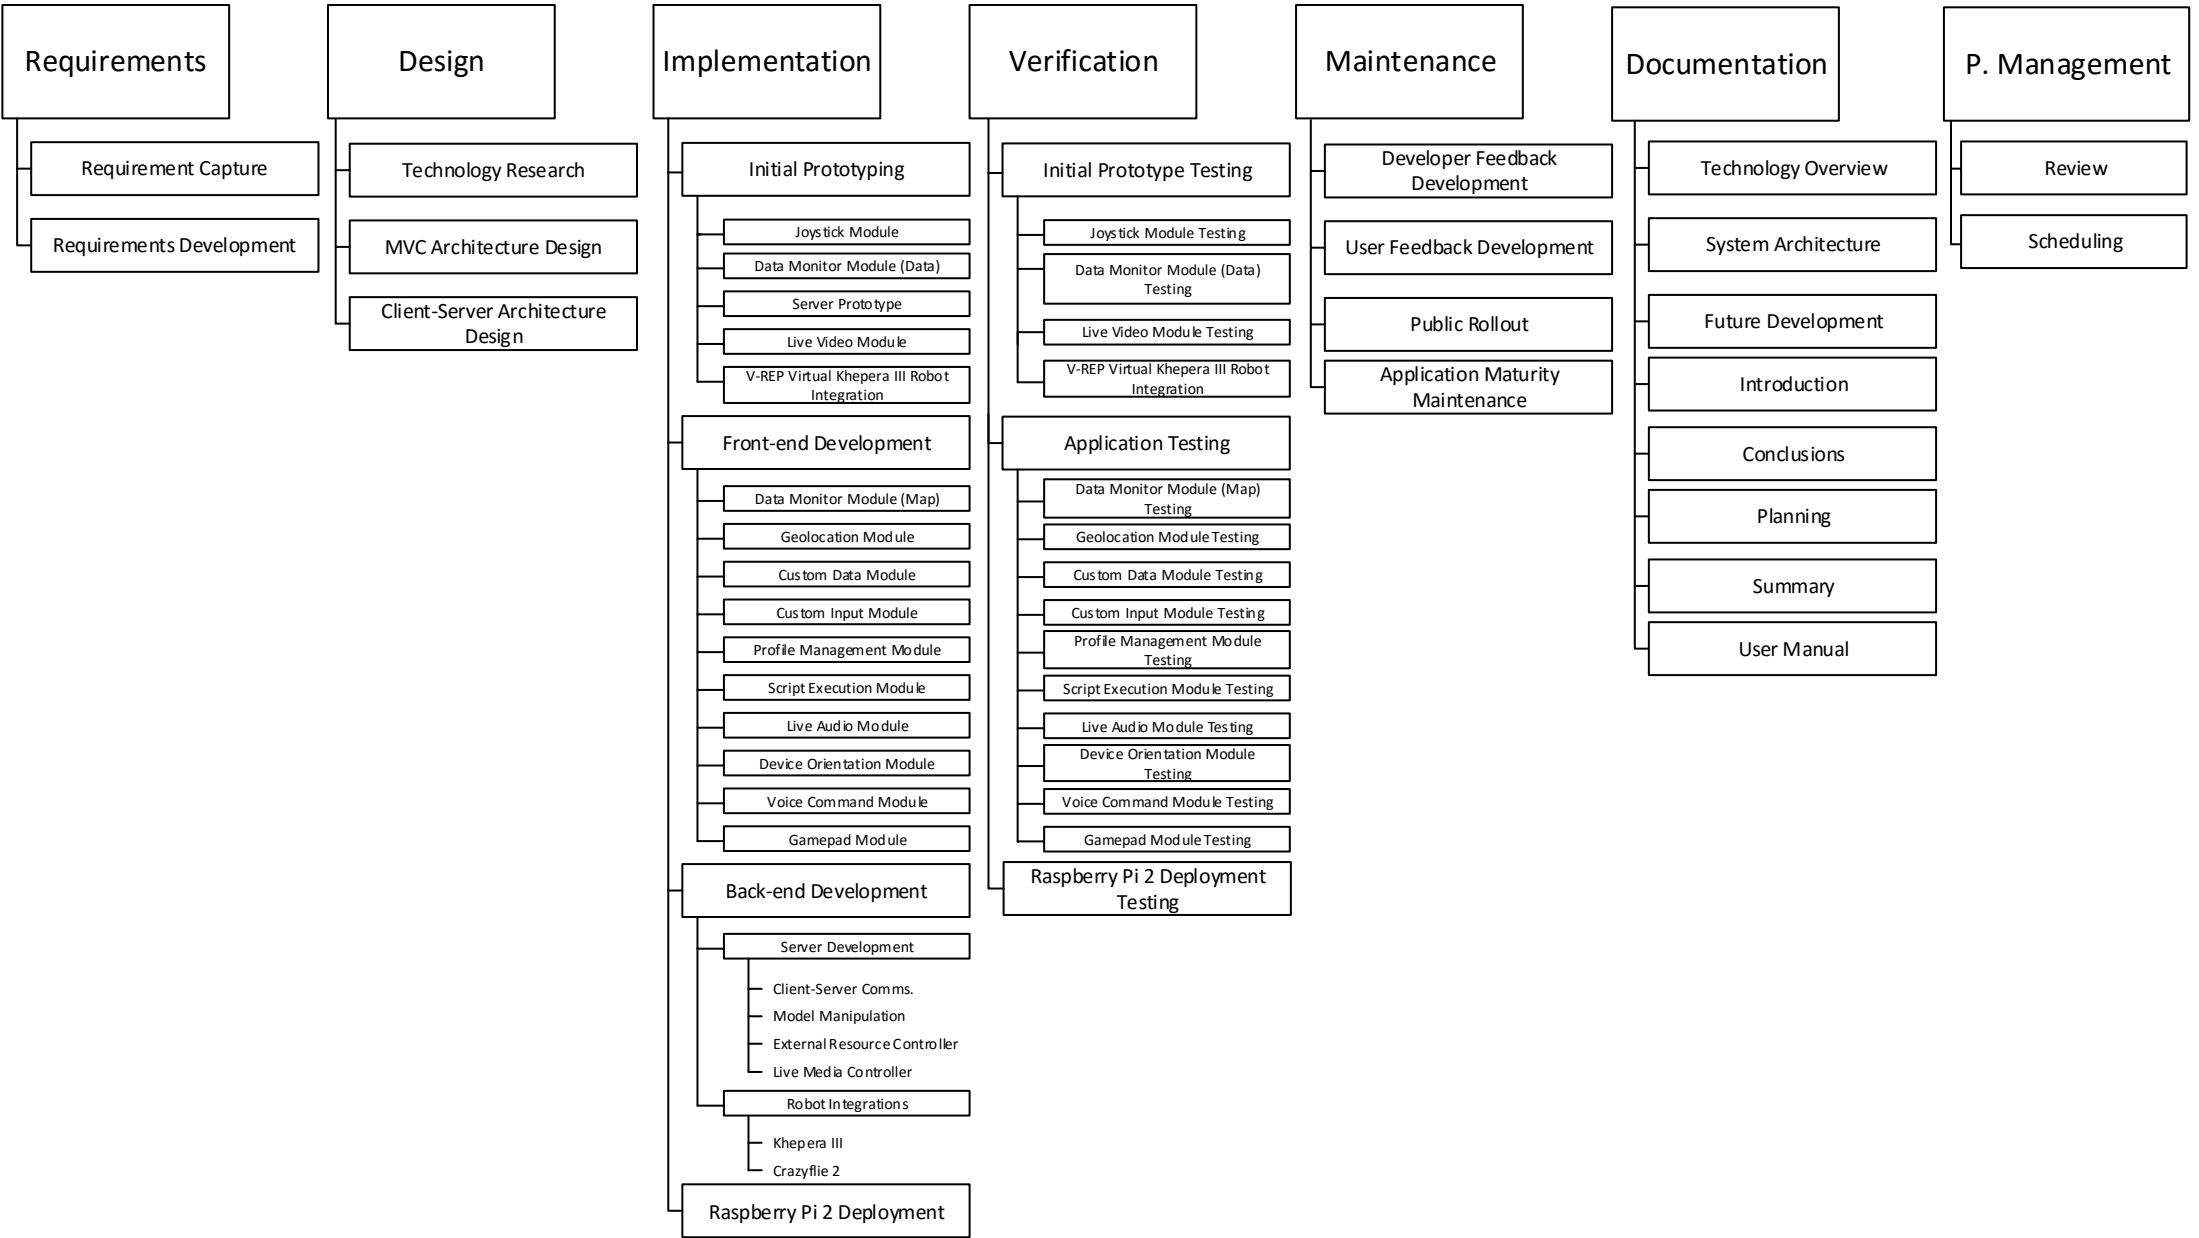 Requirements
Requirement Capture
Requirements Development
Design
Technology Research
MVC Architecture Design
Client-Server Architecture
Design
Implementation
Initial Prototyping
Joystick Module
Data Monitor Module (Data)
Server Prototype
Live Video Module
V-REP Virtual Khepera III Robot
Integration
Front-end Development
Data Monitor Module (Map)
Geolocation Module
Custom Data Module
Custom Input Module
Profile Management Module
Script Execution Module
Live Audio Module
Device Orientation Module
Voice Command Module
Gamepad Module
Back-end Development
Server Development
Client-Server Comms.
Model Manipulation
External Resource Controller
Live Media Controller
Robot Integrations
Khepera III
Crazyflie 2
Raspberry Pi 2 Deployment
Verification
Initial Prototype Testing
Joystick Module Testing
Data Monitor Module (Data)
Testing
Live Video Module Testing
V-REP Virtual Khepera III Robot
Integration
Application Testing
Data Monitor Module (Map)
Testing
Geolocation Module Testing
Custom Data Module Testing
Custom Input Module Testing
Profile Management Module
Testing
Script Execution Module Testing
Live Audio Module Testing
Device Orientation Module
Testing
Voice Command Module Testing
Gamepad Module Testing
Raspberry Pi 2 Deployment
Testing
Maintenance
Developer Feedback
Development
User Feedback Development
Public Rollout
Application Maturity
Maintenance
Documentation
Technology Overview
System Architecture
Future Development
Introduction
Conclusions
Planning
Summary
User Manual
P. Management
Review
Scheduling